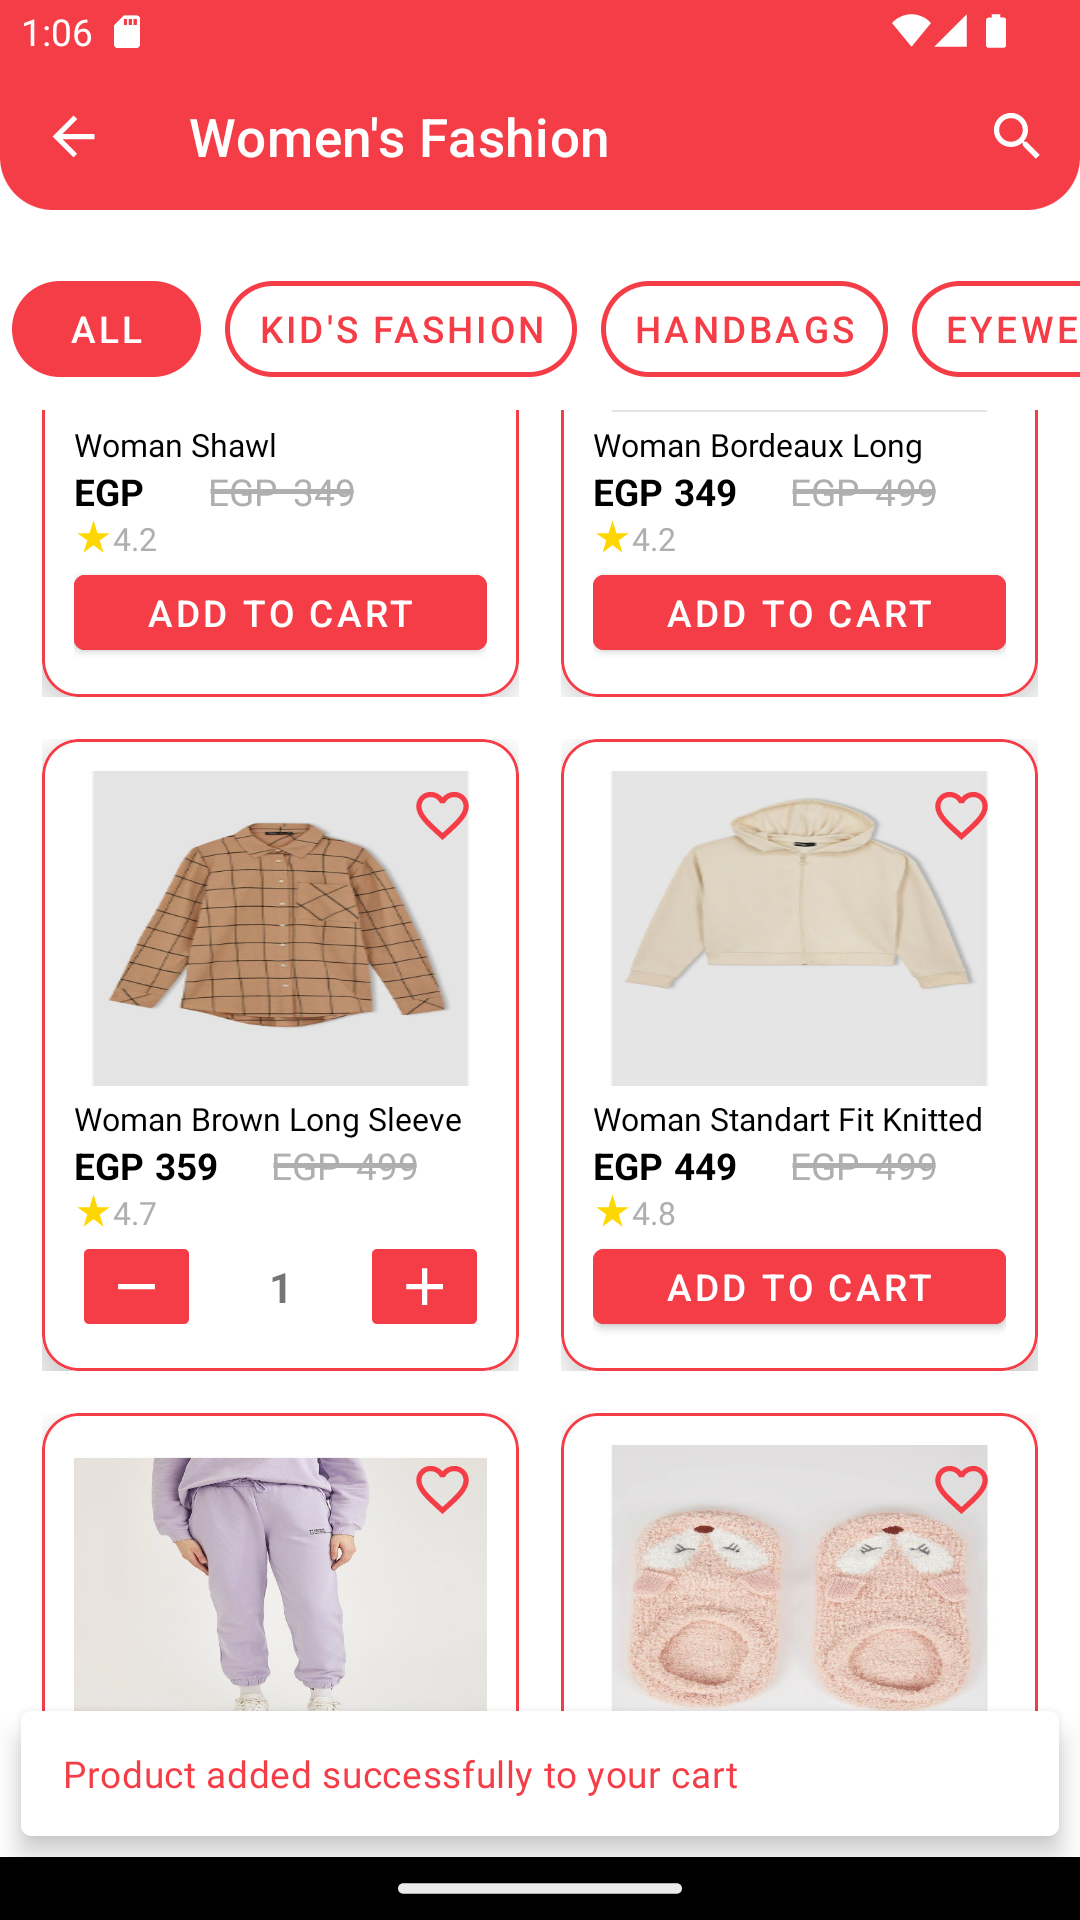 1:06
Women's Fashion
ALL
KID'S FASHION
HANDBAGS
EYEWE
Woman Shawl
EGP
EGP 349
4.2
ADD TO CART
Woman Bordeaux Long
EGP 349
EGP 499
4.2
ADD TO CART
Woman Brown Long Sleeve
EGP 359
EGP 499
4.7
1
Woman Standart Fit Knitted
EGP 449
EGP 499
4.8
ADD TO CART
Product added successfully to your cart